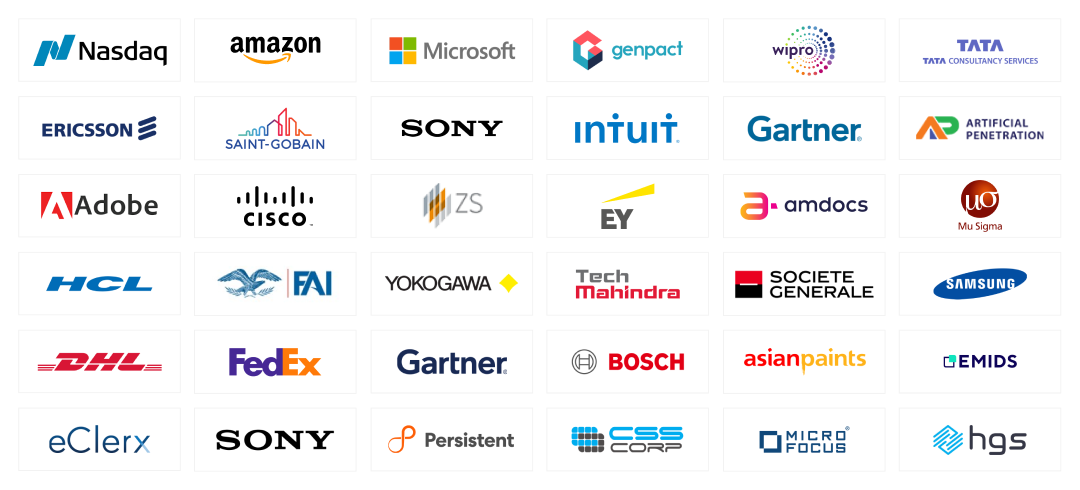 Nasdaq
amazon
Microsoft
genpact
wipro
TATA
TATA CONSULTANCY SERVICES
ERICSSON
SAINT-GOBAIN
SONY
intuit.
Gartner®
ARTIFICIAL
PENETRATION
Adobe
CISCO™
ZS
EY
a amdocs
μσ
Mu Sigma
HCL
FAI
YOKOGAWA
Tech
Mahindra
SOCIETE
GENERALE
SAMSUNG
DHL
FedEx
Gartner®
BOSCH
asianpaints
EMIDS
eClerx
SONY
Persistent
CSS
CORP
MICRO®
FOCUS
hgs